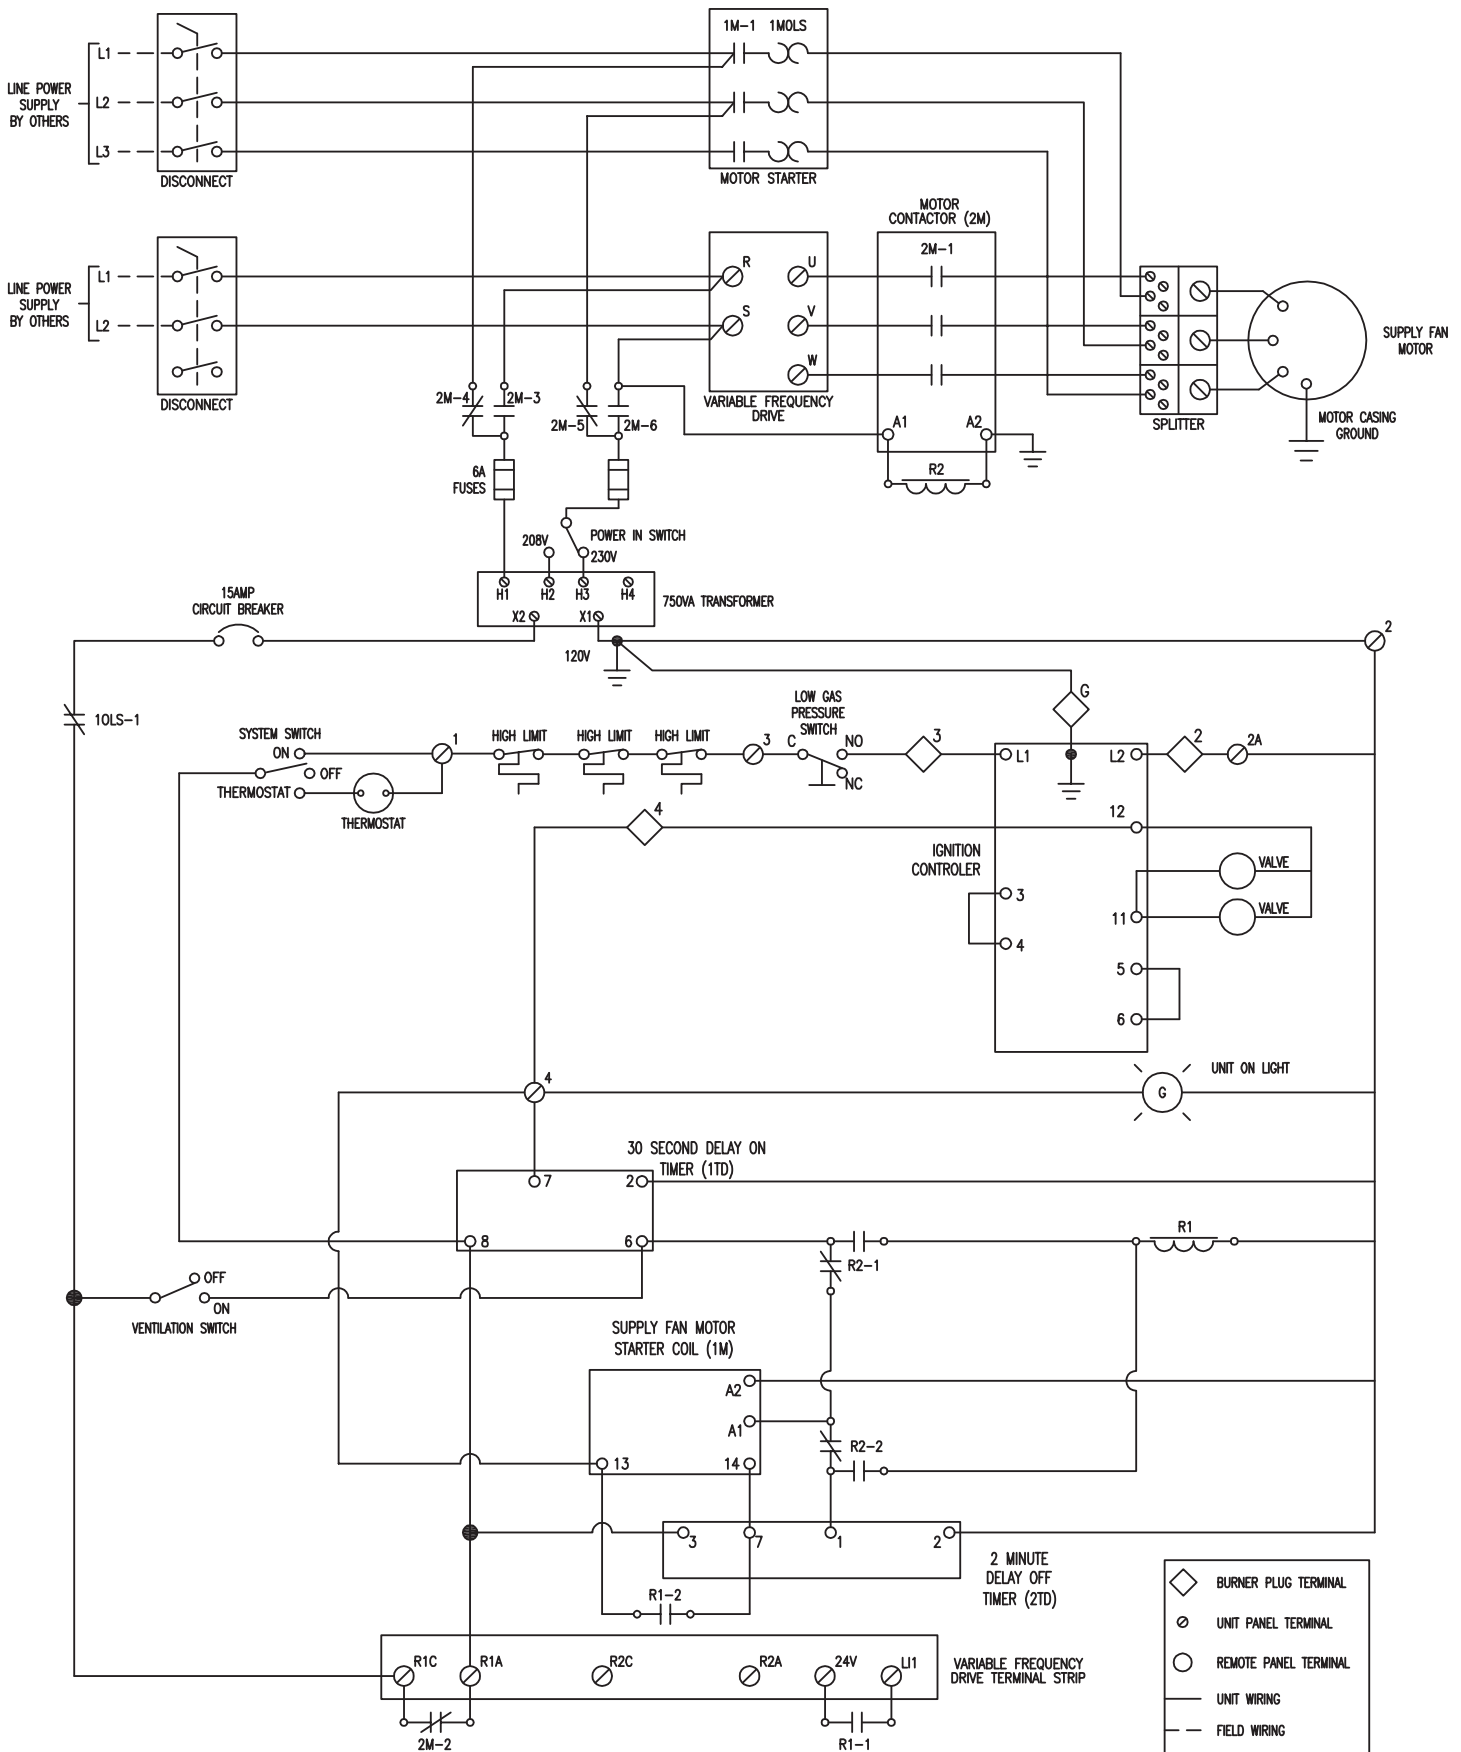 1M-1 1MOLS
L1
LINE POWER
SUPPLY
BY OTHERS
L2
L3
DISCONNECT
MOTOR STARTER
MOTOR
CONTACTOR (2M)
2M-1
L1
LINE POWER
SUPPLY
BY OTHERS
L2
DISCONNECT
R
U
S
V
W
VARIABLE FREQUENCY
DRIVE
A1
A2
R2
SPLITTER
SUPPLY FAN
MOTOR
MOTOR CASING
GROUND
2M-4
2M-3
2M-5
2M-6
6A
FUSES
POWER IN SWITCH
208V
230V
H1
H2
H3
H4
X2
X1
750VA TRANSFORMER
120V
15AMP
CIRCUIT BREAKER
2
1OLS-1
SYSTEM SWITCH
ON
OFF
THERMOSTAT
THERMOSTAT
1
HIGH LIMIT
HIGH LIMIT
HIGH LIMIT
3
LOW GAS
PRESSURE
SWITCH
C
NO
NC
3
G
L1
L2
2
2A
4
12
IGNITION
CONTROLER
VALVE
3
11
VALVE
4
5
6
UNIT ON LIGHT
G
4
30 SECOND DELAY ON
TIMER (1TD)
7
2
8
6
R1
R2-1
OFF
ON
VENTILATION SWITCH
SUPPLY FAN MOTOR
STARTER COIL (1M)
A2
A1
R2-2
13
14
3
7
1
2
2 MINUTE
DELAY OFF
TIMER (2TD)
R1-2
R1C
R1A
R2C
R2A
24V
LI1
VARIABLE FREQUENCY
DRIVE TERMINAL STRIP
2M-2
R1-1
BURNER PLUG TERMINAL
UNIT PANEL TERMINAL
REMOTE PANEL TERMINAL
UNIT WIRING
FIELD WIRING